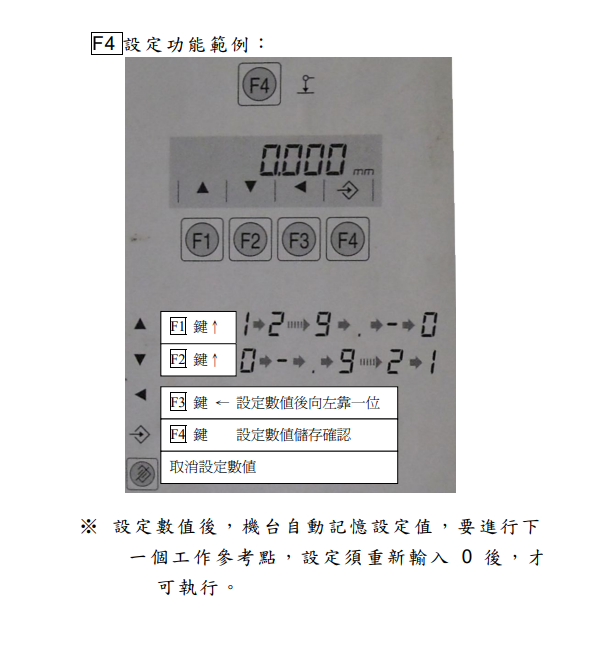 F4設定功能範例：
F4
0.000 mm
▲ ▼ ◀
F1 F2 F3 F4
▲ F1 鍵↑ 1 2 9 . - 0
▼ F2 鍵↑ 0 - . 9 2 1
◀ F3 鍵 ← 設定數值後向左靠一位
F4 鍵 設定數值儲存確認
取消設定數值
※ 設定數值後，機台自動記憶設定值，要進行下
一個工作參考點，設定須重新輸入 0 後，才
可執行。